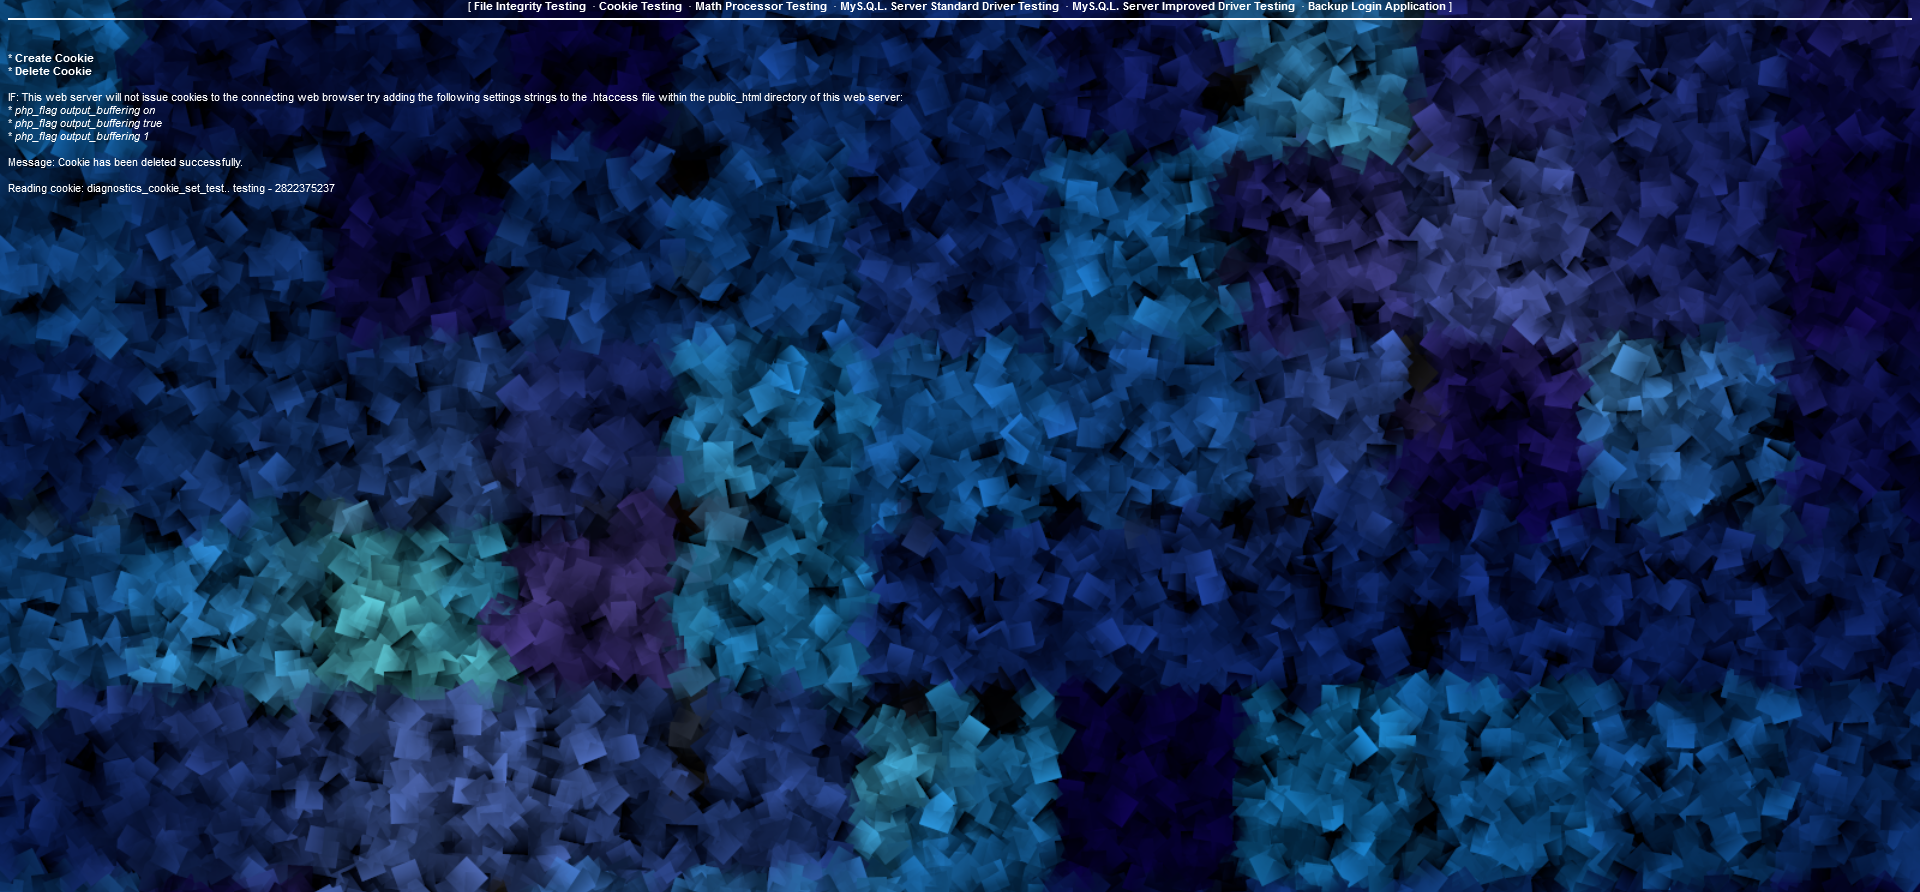 [ File Integrity Testing · Cookie Testing · Math Processor Testing · MyS.Q.L. Server Standard Driver Testing · MyS.Q.L. Server Improved Driver Testing · Backup Login Application ]
* Create Cookie
* Delete Cookie
IF: This web server will not issue cookies to the connecting web browser try adding the following settings strings to the .htaccess file within the public_html directory of this web server:
* php_flag output_buffering on
* php_flag output_buffering true
* php_flag output_buffering 1
Message: Cookie has been deleted successfully.
Reading cookie: diagnostics_cookie_set_test.. testing - 2822375237